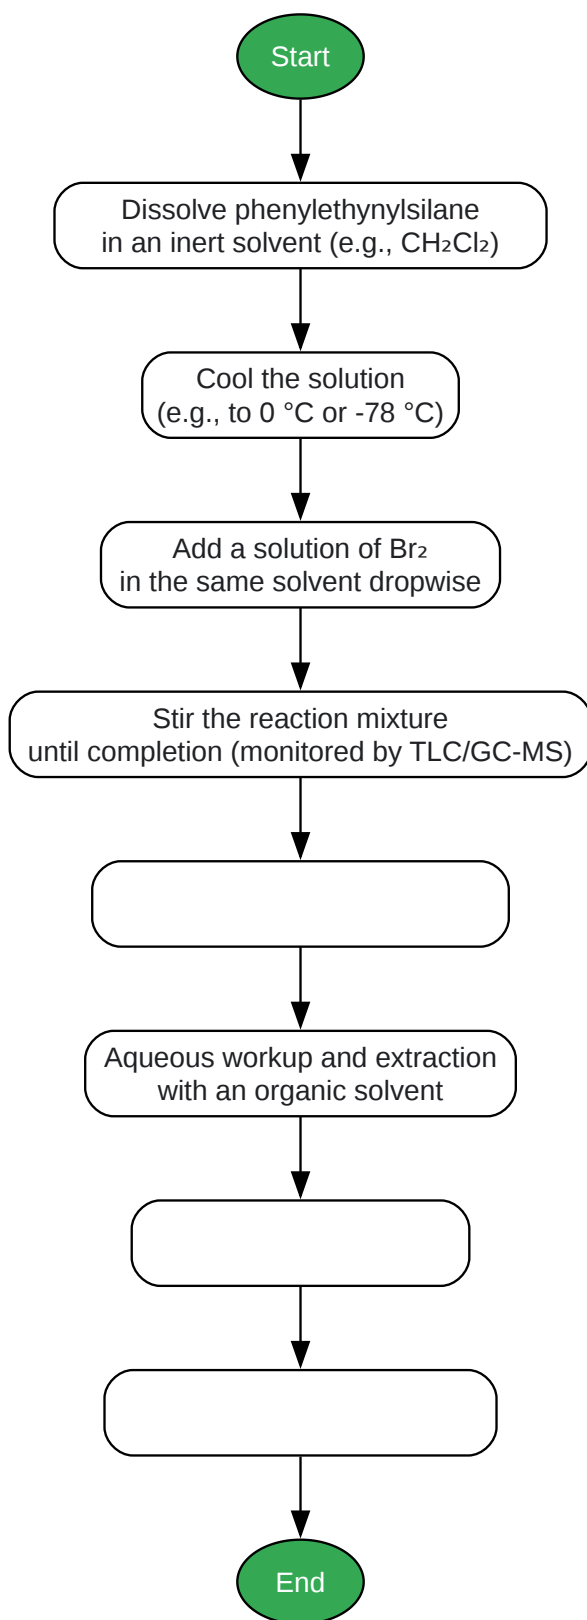 Start
Dissolve phenylethynylsilane
in an inert solvent (e.g., CH₂Cl₂)
Cool the solution
(e.g., to 0 °C or -78 °C)
Add a solution of Br₂
in the same solvent dropwise
Stir the reaction mixture
until completion (monitored by TLC/GC-MS)
Aqueous workup and extraction
with an organic solvent
End